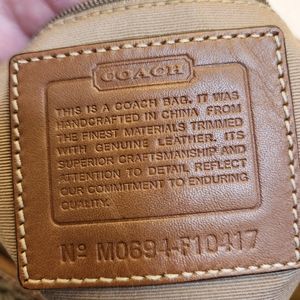 COACH
THIS IS A COACH BAG. IT WAS
HANDCRAFTED IN CHINA FROM
THE FINEST MATERIALS TRIMMED
WITH GENUINE LEATHER. ITS
SUPERIOR CRAFTSMANSHIP AND
ATTENTION TO DETAIL REFLECT
OUR COMMITMENT TO ENDURING
QUALITY.
Nº M0694-F10417